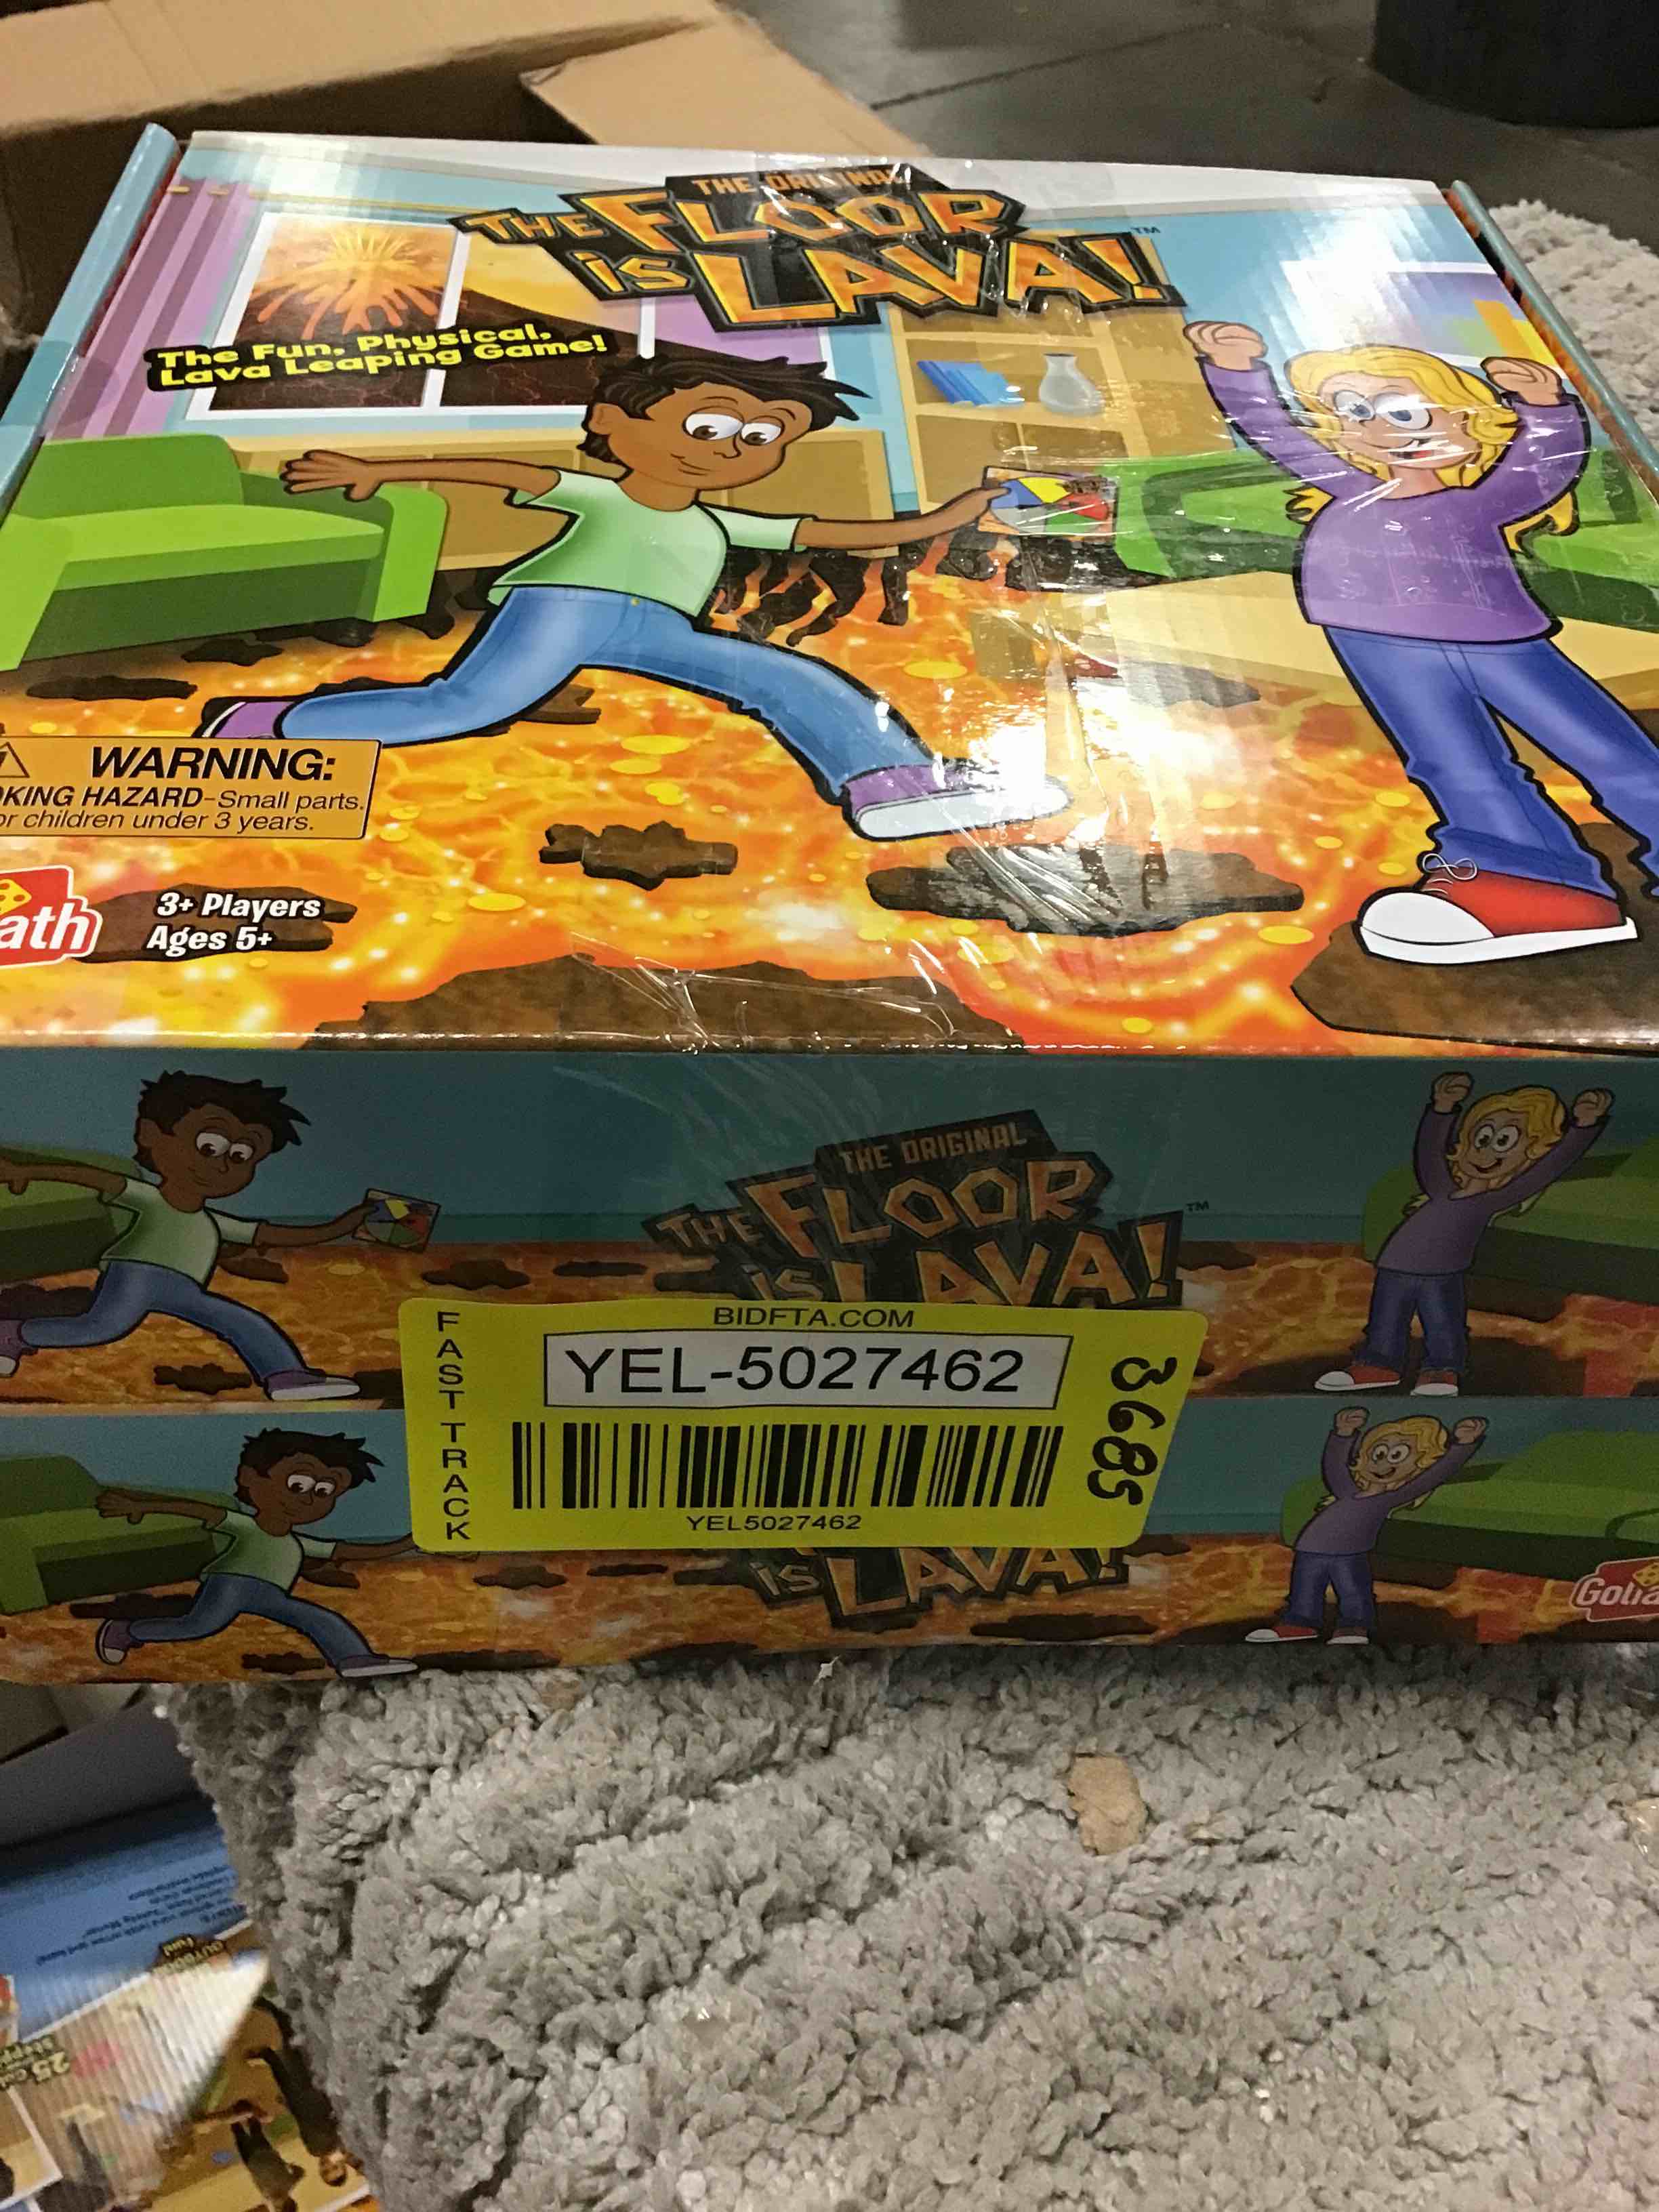 THE ORIGINAL
THE FLOOR
is LAVA!™
The Fun, Physical,
Lava Leaping Game!
WARNING:
KING HAZARD-Small parts.
or children under 3 years.
ath
3+ Players
Ages 5+
THE ORIGINAL
THE FLOOR
is LAVA!™
FAST TRACK
BIDFTA.COM
YEL-5027462
YEL5027462
3685
is LAVA!
Golia